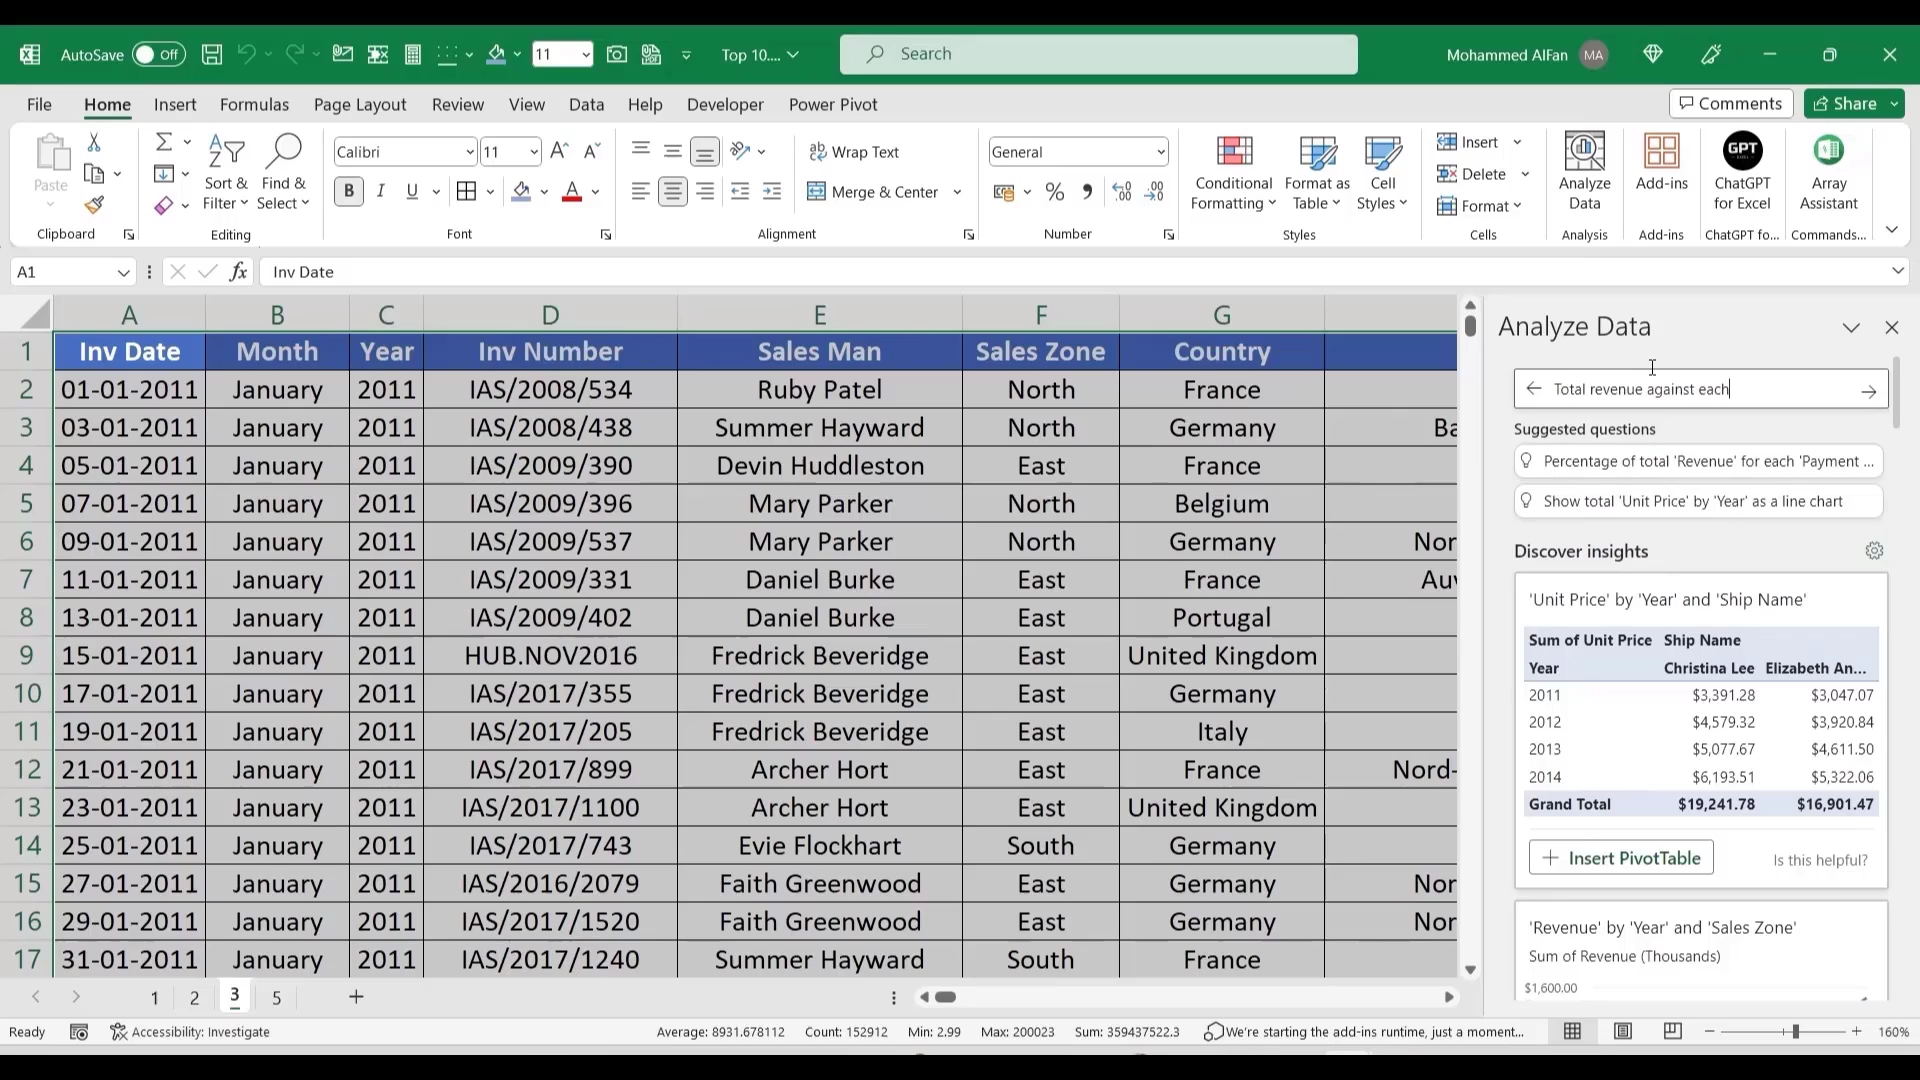 AutoSave Off 11 Top 10.... Search Mohammed AlFan MA
File Home Insert Formulas Page Layout Review View Data Help Developer Power Pivot Comments Share
Paste
Clipboard
Sort & Filter
Find & Select
Editing
Calibri 11
B I U A
Font
Wrap Text
Merge & Center
Alignment
General
% ,
Number
Conditional Formatting
Format as Table
Cell Styles
Styles
Insert
Delete
Format
Cells
Analyze Data
Analysis
Add-ins
Add-ins
GPT
ChatGPT for Excel
ChatGPT fo...
Array Assistant
Commands...
A1 fx Inv Date
A B C D E F G
1 Inv Date Month Year Inv Number Sales Man Sales Zone Country
2 01-01-2011 January 2011 IAS/2008/534 Ruby Patel North France
3 03-01-2011 January 2011 IAS/2008/438 Summer Hayward North Germany Ba
4 05-01-2011 January 2011 IAS/2009/390 Devin Huddleston East France
5 07-01-2011 January 2011 IAS/2009/396 Mary Parker North Belgium
6 09-01-2011 January 2011 IAS/2009/537 Mary Parker North Germany Nor
7 11-01-2011 January 2011 IAS/2009/331 Daniel Burke East France Auv
8 13-01-2011 January 2011 IAS/2009/402 Daniel Burke East Portugal
9 15-01-2011 January 2011 HUB.NOV2016 Fredrick Beveridge East United Kingdom
10 17-01-2011 January 2011 IAS/2017/355 Fredrick Beveridge East Germany
11 19-01-2011 January 2011 IAS/2017/205 Fredrick Beveridge East Italy
12 21-01-2011 January 2011 IAS/2017/899 Archer Hort East France Nord-
13 23-01-2011 January 2011 IAS/2017/1100 Archer Hort East United Kingdom
14 25-01-2011 January 2011 IAS/2017/743 Evie Flockhart South Germany
15 27-01-2011 January 2011 IAS/2016/2079 Faith Greenwood East Germany Nor
16 29-01-2011 January 2011 IAS/2017/1520 Faith Greenwood East Germany Nor
17 31-01-2011 January 2011 IAS/2017/1240 Summer Hayward South France
Analyze Data
Total revenue against each
Suggested questions
Percentage of total 'Revenue' for each 'Payment ...
Show total 'Unit Price' by 'Year' as a line chart
Discover insights
'Unit Price' by 'Year' and 'Ship Name'
Sum of Unit Price Ship Name
Year Christina Lee Elizabeth An...
2011 $3,391.28 $3,047.07
2012 $4,579.32 $3,920.84
2013 $5,077.67 $4,611.50
2014 $6,193.51 $5,322.06
Grand Total $19,241.78 $16,901.47
Insert PivotTable Is this helpful?
'Revenue' by 'Year' and 'Sales Zone'
Sum of Revenue (Thousands)
$1,600.00
1 2 3 5
Ready Accessibility: Investigate Average: 8931.678112 Count: 152912 Min: 2.99 Max: 200023 Sum: 359437522.3 We're starting the add-ins runtime, just a moment... 160%